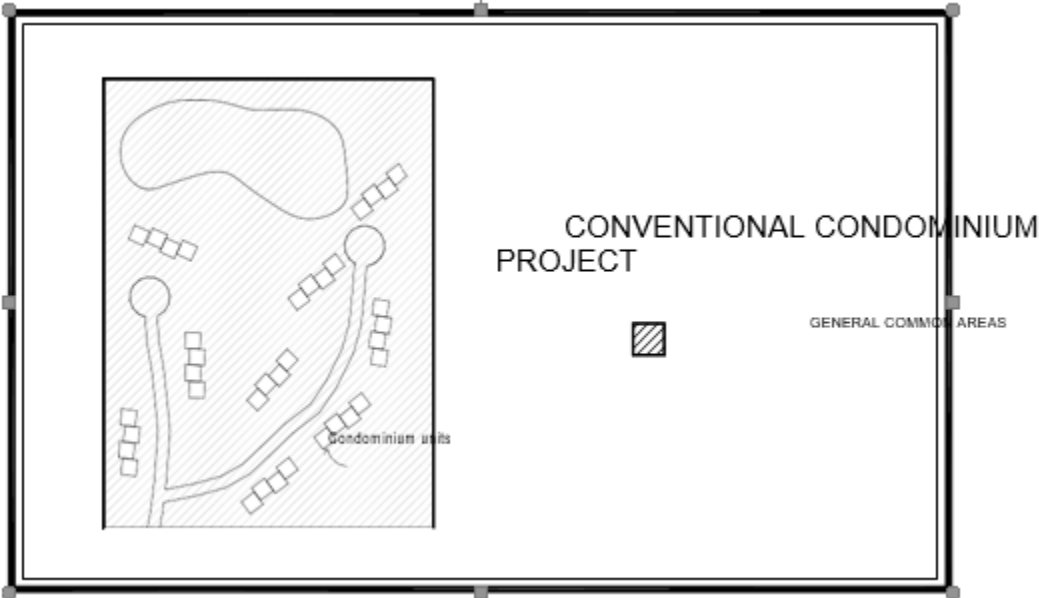 CONVENTIONAL CONDOMINIUM
PROJECT
GENERAL COMMON AREAS
Condominium units